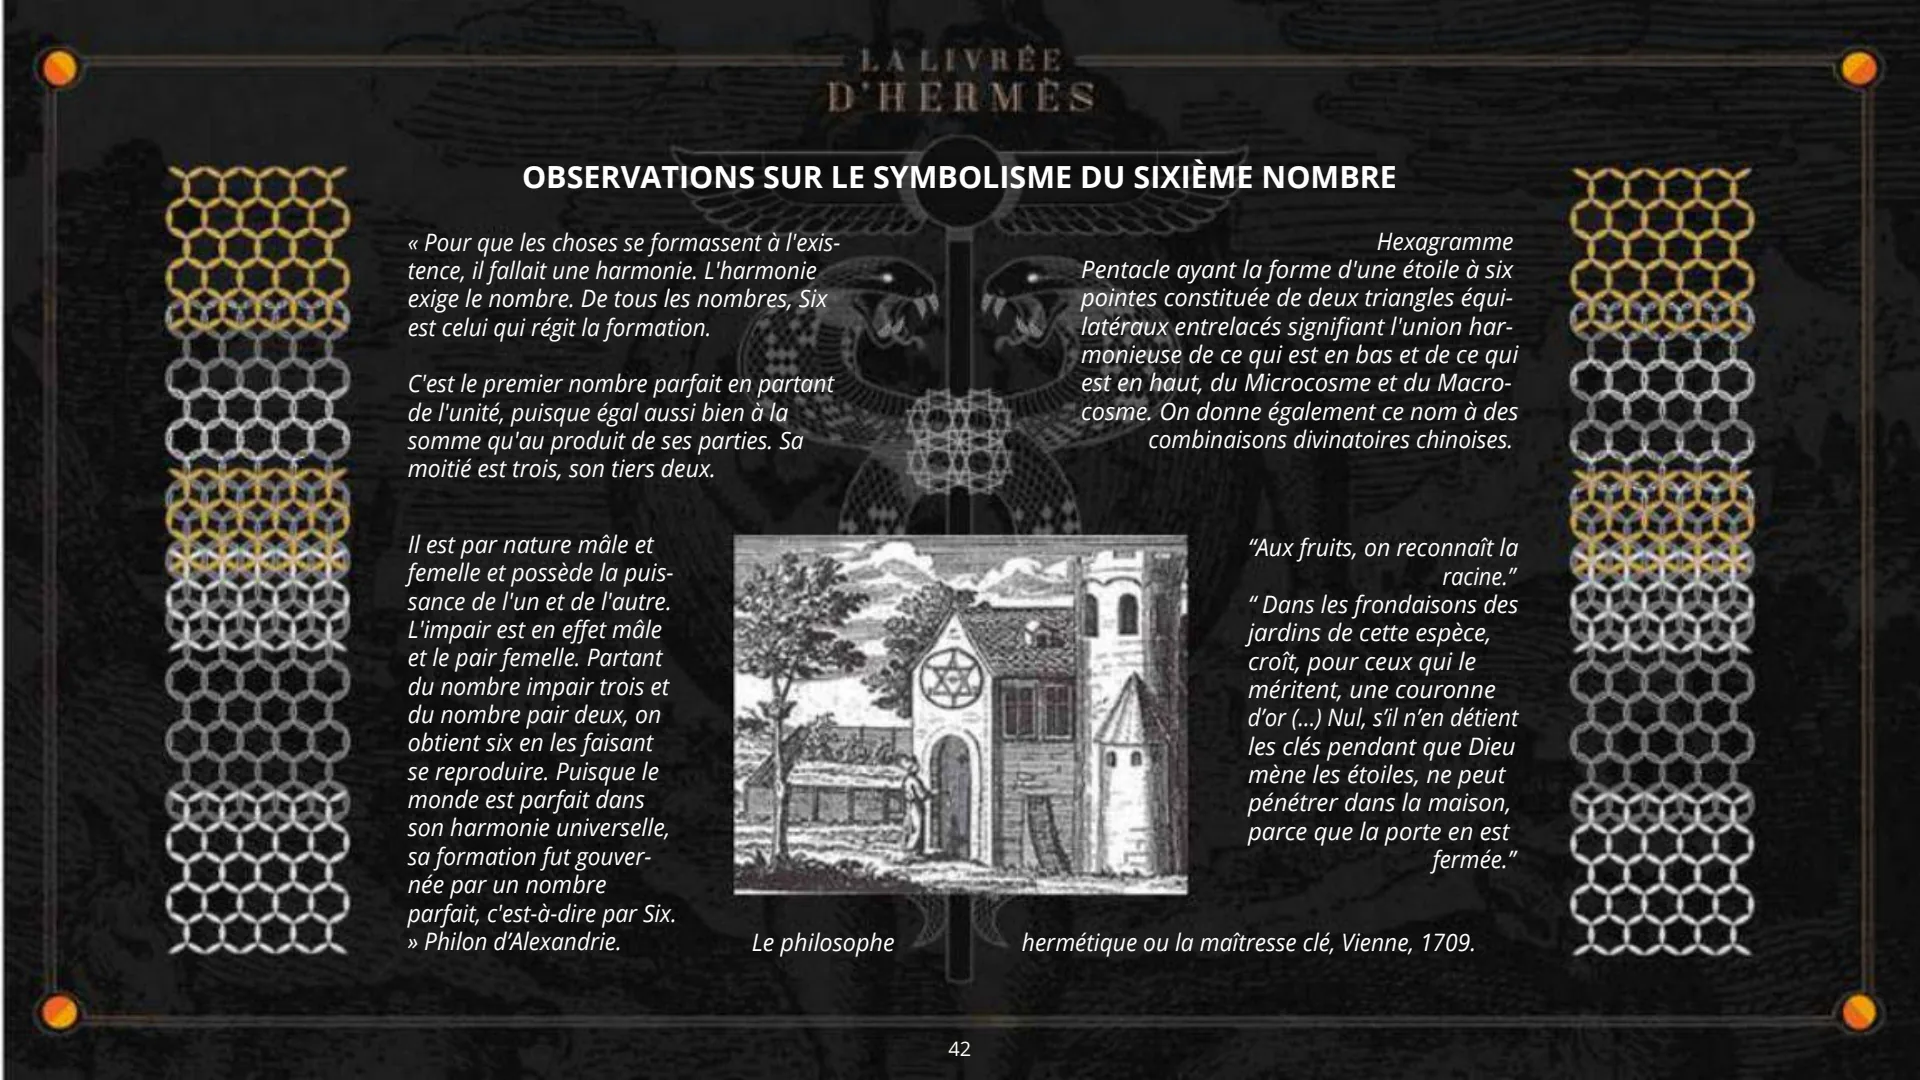 LA LIVRÉE
D'HERMÈS
OBSERVATIONS SUR LE SYMBOLISME DU SIXIÈME NOMBRE
« Pour que les choses se formassent à l'exis-
tence, il fallait une harmonie. L'harmonie
exige le nombre. De tous les nombres, Six
est celui qui régit la formation.
C'est le premier nombre parfait en partant
de l'unité, puisque égal aussi bien à la
somme qu'au produit de ses parties. Sa
moitié est trois, son tiers deux.
Il est par nature mâle et
femelle et possède la puis-
sance de l'un et de l'autre.
L'impair est en effet mâle
et le pair femelle. Partant
du nombre impair trois et
du nombre pair deux, on
obtient six en les faisant
se reproduire. Puisque le
monde est parfait dans
son harmonie universelle,
sa formation fut gouver-
née par un nombre
parfait, c'est-à-dire par Six.
» Philon d’Alexandrie.
Hexagramme
Pentacle ayant la forme d'une étoile à six
pointes constituée de deux triangles équi-
latéraux entrelacés signifiant l'union har-
monieuse de ce qui est en bas et de ce qui
est en haut, du Microcosme et du Macro-
cosme. On donne également ce nom à des
combinaisons divinatoires chinoises.
“Aux fruits, on reconnaît la
racine.”
“ Dans les frondaisons des
jardins de cette espèce,
croît, pour ceux qui le
méritent, une couronne
d’or (...) Nul, s’il n’en détient
les clés pendant que Dieu
mène les étoiles, ne peut
pénétrer dans la maison,
parce que la porte en est
fermée.”
Le philosophe hermétique ou la maîtresse clé, Vienne, 1709.
42